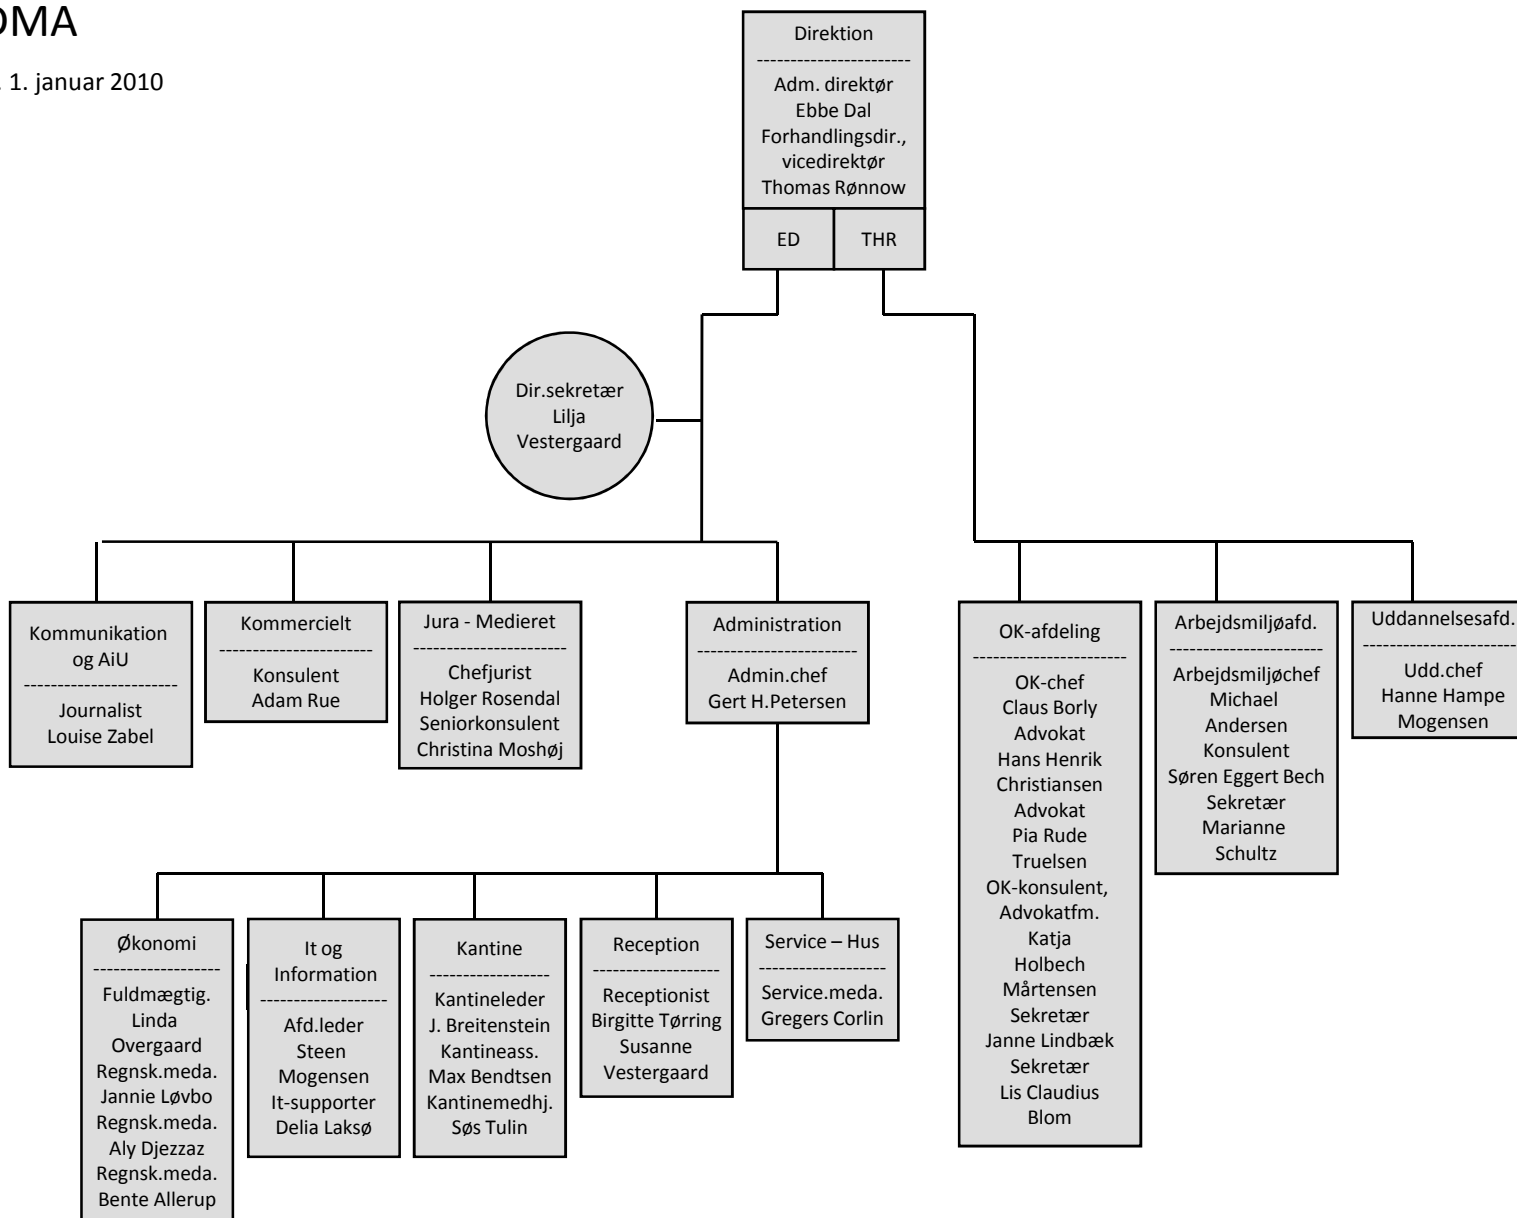 DMA
. 1. januar 2010
Direktion
------------------------
Adm. direktør
Ebbe Dal
Forhandlingsdir.,
vicedirektør
Thomas Rønnow
ED
THR
Dir.sekretær
Lilja
Vestergaard
Kommunikation
og AiU
------------------------
Journalist
Louise Zabel
Kommercielt
------------------------
Konsulent
Adam Rue
Jura - Medieret
------------------------
Chefjurist
Holger Rosendal
Seniorkonsulent
Christina Moshøj
Administration
-------------------------
Admin.chef
Gert H.Petersen
OK-afdeling
------------------------
OK-chef
Claus Borly
Advokat
Hans Henrik
Christiansen
Advokat
Pia Rude
Truelsen
OK-konsulent,
Advokatfm.
Katja
Holbech
Mårtensen
Sekretær
Janne Lindbæk
Sekretær
Lis Claudius
Blom
Arbejdsmiljøafd.
------------------------
Arbejdsmiljøchef
Michael
Andersen
Konsulent
Søren Eggert Bech
Sekretær
Marianne
Schultz
Uddannelsesafd.
------------------------
Udd.chef
Hanne Hampe
Mogensen
Økonomi
--------------------
Fuldmægtig.
Linda
Overgaard
Regnsk.meda.
Jannie Løvbo
Regnsk.meda.
Aly Djezzaz
Regnsk.meda.
Bente Allerup
It og
Information
--------------------
Afd.leder
Steen
Mogensen
It-supporter
Delia Laksø
Kantine
-------------------
Kantineleder
J. Breitenstein
Kantineass.
Max Bendtsen
Kantinemedhj.
Søs Tulin
Reception
--------------------
Receptionist
Birgitte Tørring
Susanne
Vestergaard
Service – Hus
--------------------
Service.meda.
Gregers Corlin